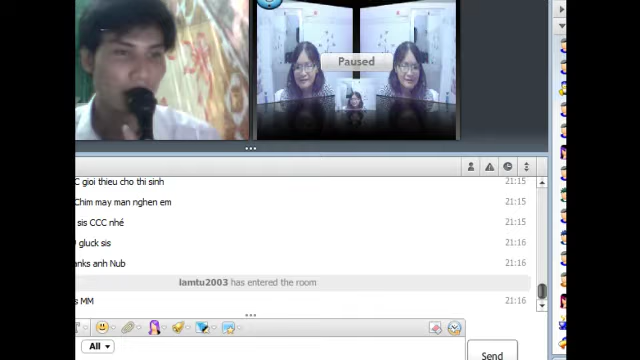 Paused
C gioi thieu cho thi sinh 21:15
Chim may man nghen em 21:15
sis CCC nhé 21:15
gluck sis 21:16
anks anh Nub 21:16
lamtu2003 has entered the room
s MM 21:16
All
Send